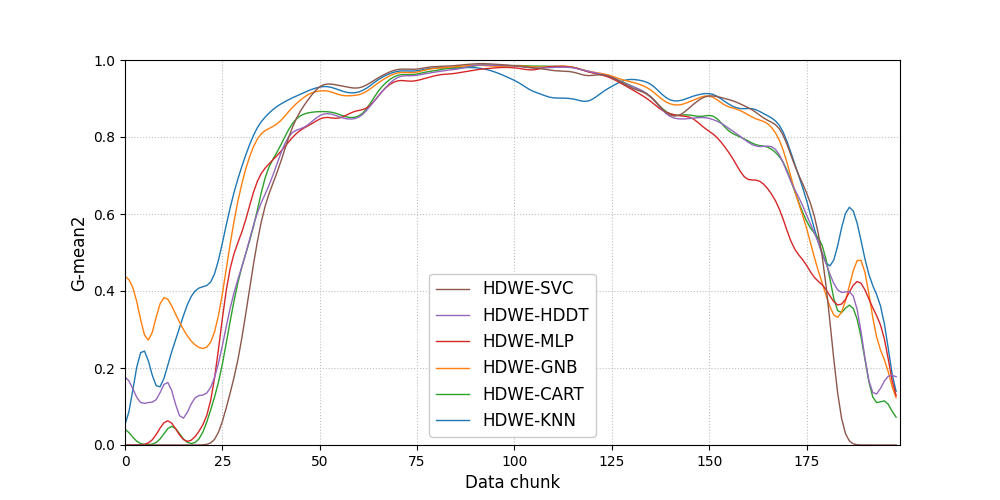 1.0
0.8
0.6
0.4
0.2
0.0
G-mean2
HDWE-SVC
HDWE-HDDT
HDWE-MLP
HDWE-GNB
HDWE-CART
HDWE-KNN
0 25 50 75 100 125 150 175
Data chunk